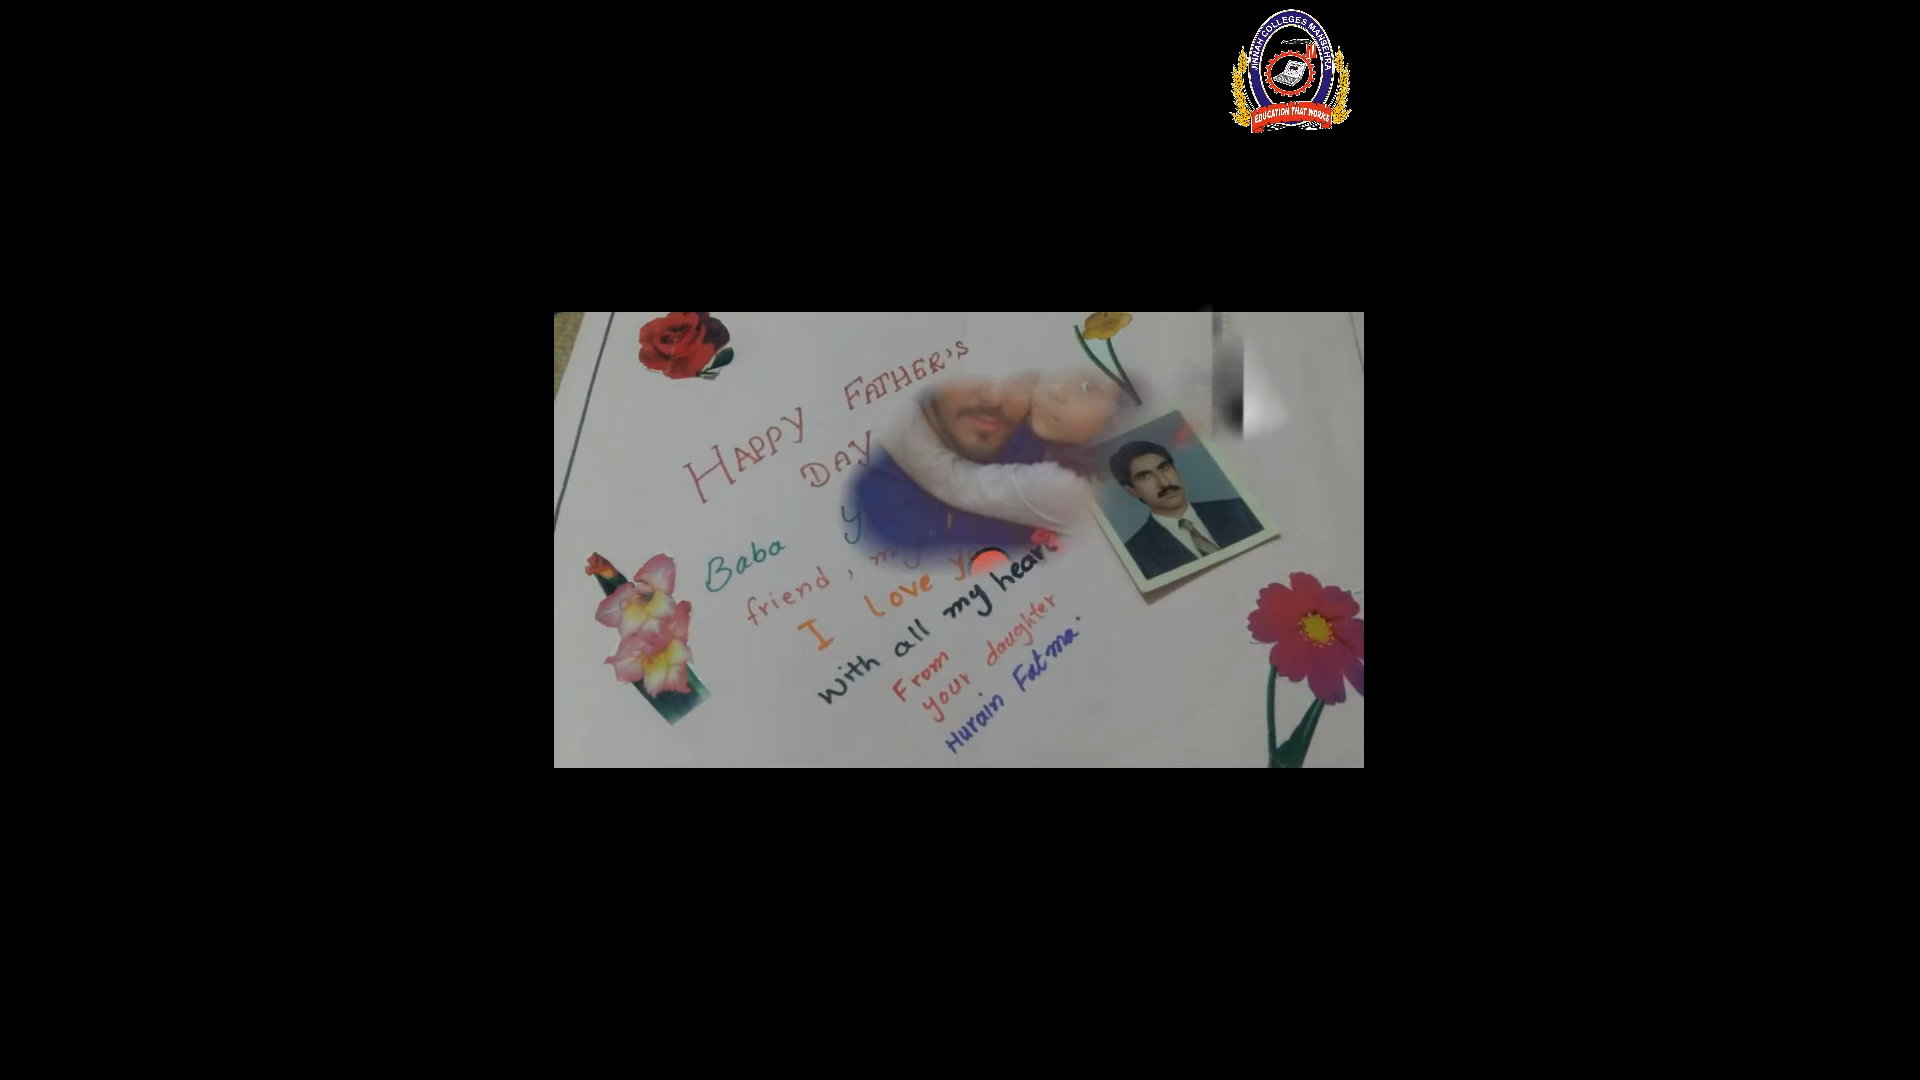 JINNAH COLLEGES MANSEHRA
EDUCATION THAT WORKS
HAPPY FATHER'S
DAY
Baba
friend, my
I love
with all my heart
From
your daughter
Hurain Fatma.